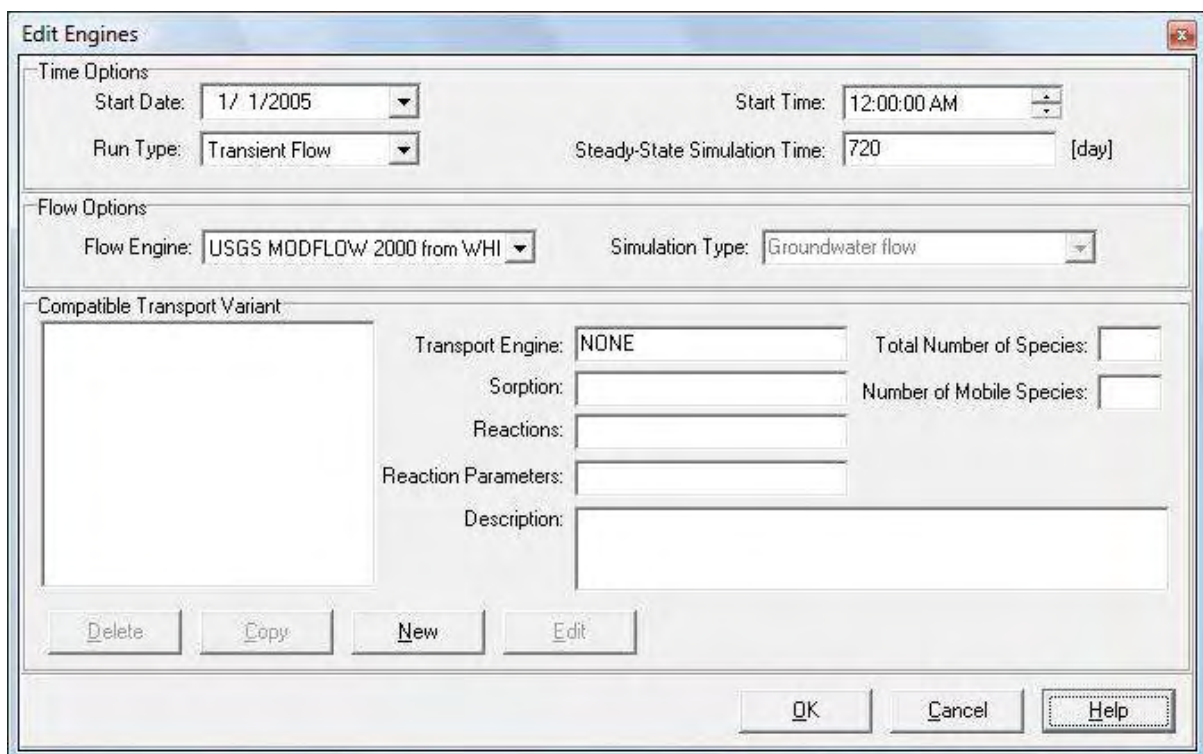 Edit Engines
Time Options
Start Date: 1/ 1/2005 Start Time: 12:00:00 AM
Run Type: Transient Flow Steady-State Simulation Time: 720 [day]
Flow Options
Flow Engine: USGS MODFLOW 2000 from WHI Simulation Type: Groundwater flow
Compatible Transport Variant
Transport Engine: NONE Total Number of Species:
Sorption: Number of Mobile Species:
Reactions:
Reaction Parameters:
Description:
Delete Copy New Edit
OK Cancel Help